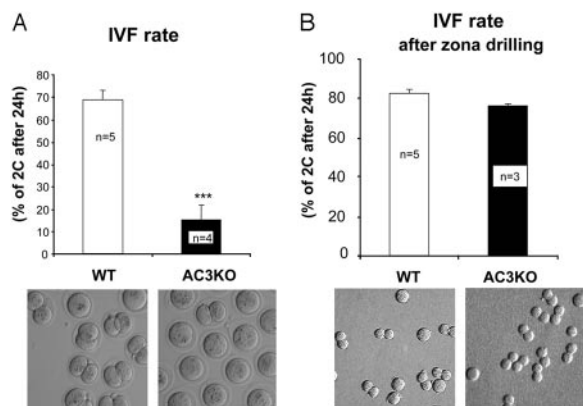 A
IVF rate
(% of 2C after 24h)
80
70
60
50
40
30
20
10
0
n=5
***
n=4
WT
AC3KO
B
IVF rate
after zona drilling
(% of 2C after 24h)
100
80
60
40
20
0
n=5
n=3
WT
AC3KO